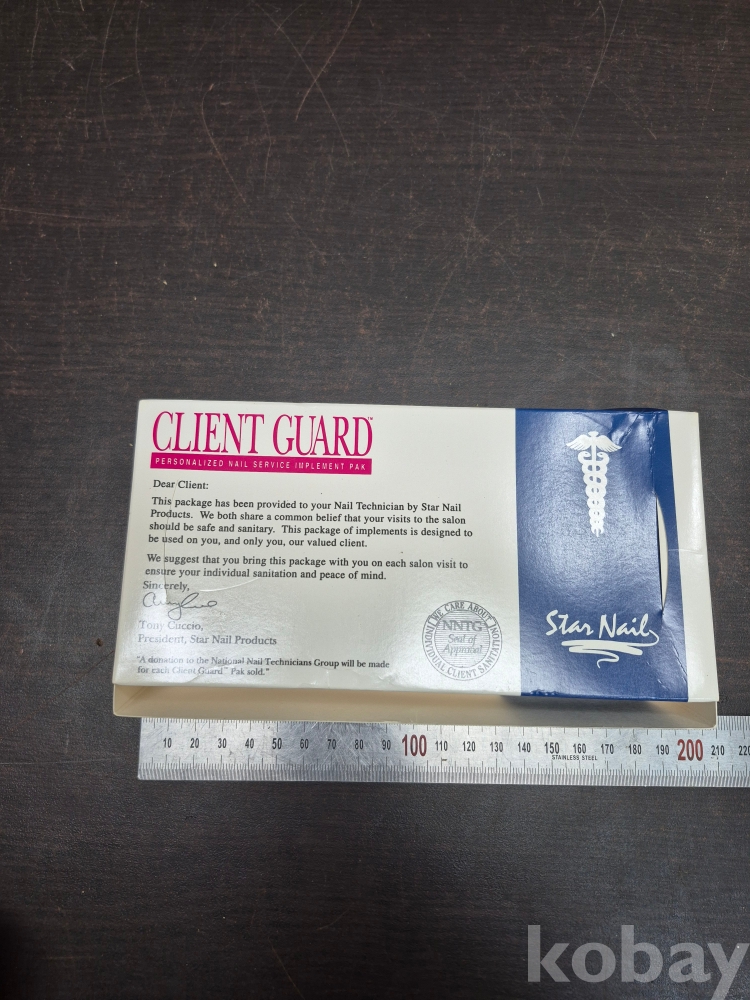 CLIENT GUARD™
PERSONALIZED NAIL SERVICE IMPLEMENT PAK
Dear Client:
This package has been provided to your Nail Technician by Star Nail
Products. We both share a common belief that your visits to the salon
should be safe and sanitary. This package of implements is designed to
be used on you, and only you, our valued client.
We suggest that you bring this package with you on each salon visit to
ensure your individual sanitation and peace of mind.
Sincerely,
Tony Cuccio,
President, Star Nail Products
"A donation to the National Nail Technicians Group will be made
for each Client Guard™ Pak sold."
WE CARE ABOUT INDIVIDUAL CLIENT SANITATION
NNTG
Seal of
Approval
Star Nail
10 20 30 40 50 60 70 80 90 100 110 120 130 140 150 160 170 180 190 200 210 220
STAINLESS STEEL
kobay